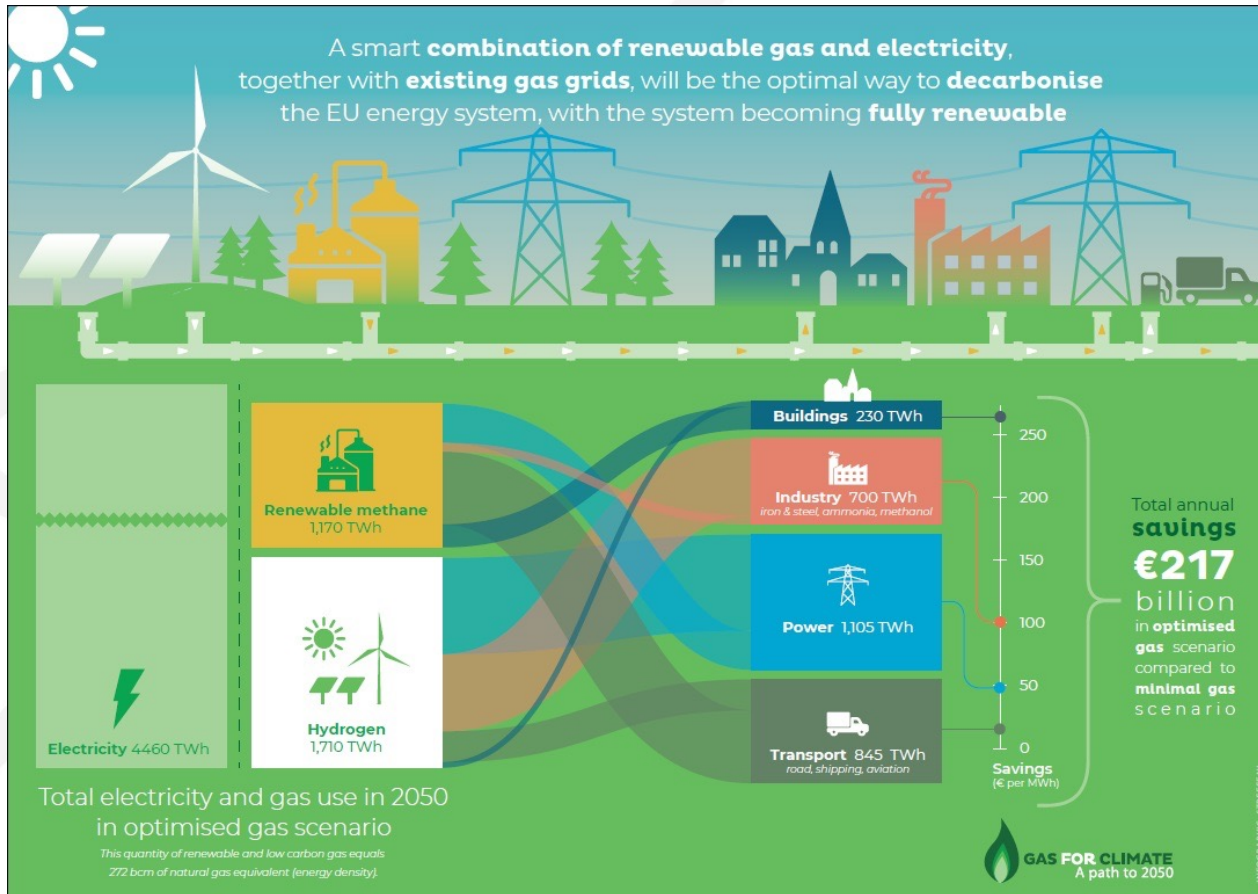 A smart combination of renewable gas and electricity,
together with existing gas grids, will be the optimal way to decarbonise
the EU energy system, with the system becoming fully renewable
Electricity 4460 TWh
Renewable methane
1,170 TWh
Hydrogen
1,710 TWh
Buildings 230 TWh
Industry 700 TWh
iron & steel, ammonia, methanol
Power 1,105 TWh
Transport 845 TWh
road, shipping, aviation
250
200
150
100
50
0
Savings
(€ per MWh)
Total annual
savings
€217
billion
in optimised
gas scenario
compared to
minimal gas
scenario
Total electricity and gas use in 2050
in optimised gas scenario
This quantity of renewable and low carbon gas equals
272 bcm of natural gas equivalent (energy density).
GAS FOR CLIMATE
A path to 2050